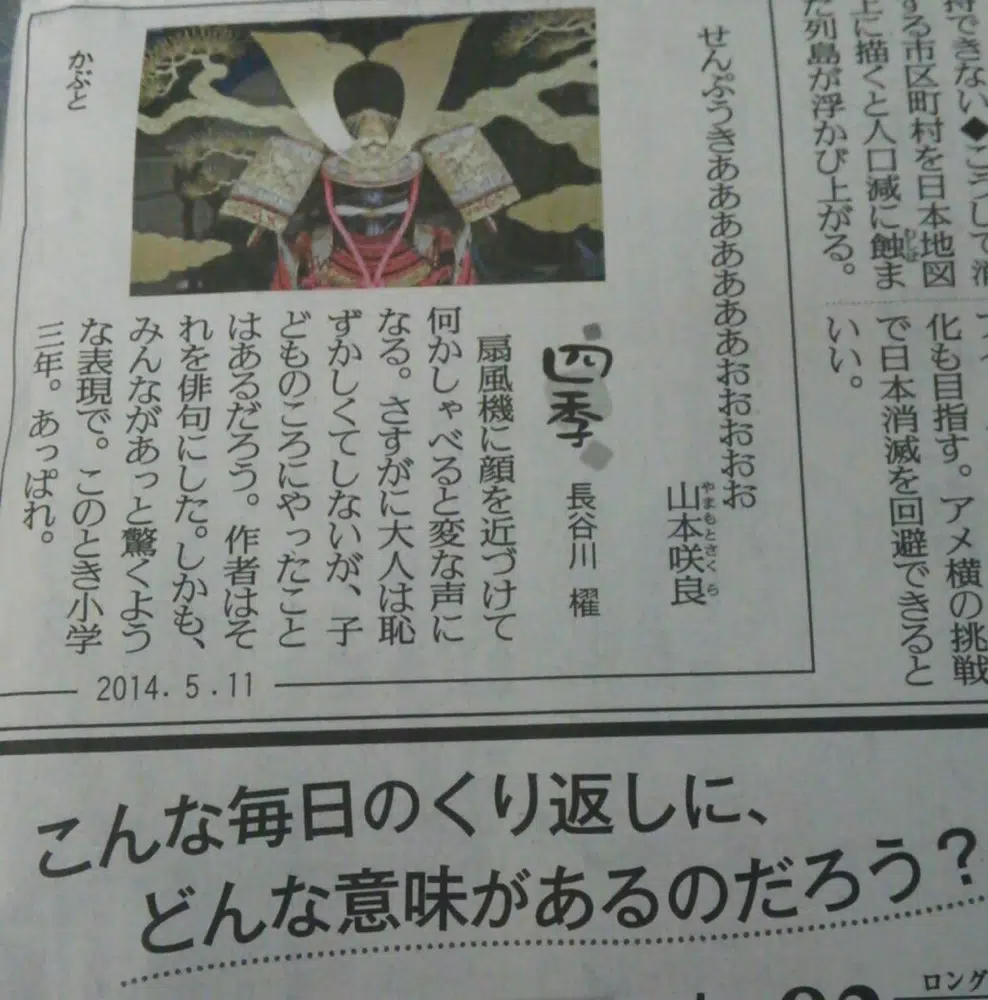 持できない◆こうして消
する市区町村を日本地図
上に描くと人口減に蝕ま
た列島が浮かび上がる。
化も目指す。アメ横の挑戦
で日本消滅を回避できると
いい。
せんぷうきあああああああおおおおお
山本咲良
やまもとさくら
四季
長谷川 櫂
扇風機に顔を近づけて
何かしゃべると変な声に
なる。さすがに大人は恥
ずかしくてしないが、子
どものころにやったこと
はあるだろう。作者はそ
れを俳句にした。しかも、
みんながあっと驚くよう
な表現で。このとき小学
三年。あっぱれ。
かぶと
2014.5.11
こんな毎日のくり返しに、
どんな意味があるのだろう?
ロング